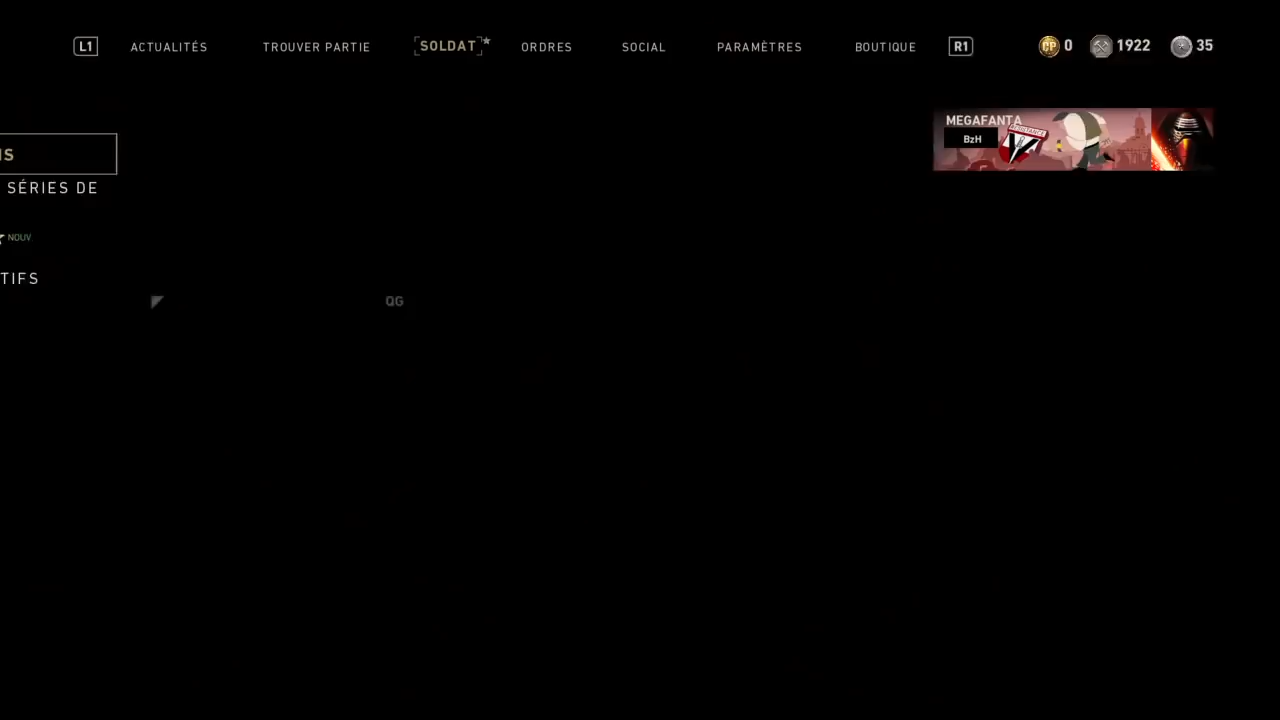 L1 ACTUALITÉS TROUVER PARTIE SOLDAT ORDRES SOCIAL PARAMÈTRES BOUTIQUE R1 CP 0 1922 35
MEGAFANTA
BzH
RESISTANCE
SÉRIES DE
NOUV.
TIFS
QG